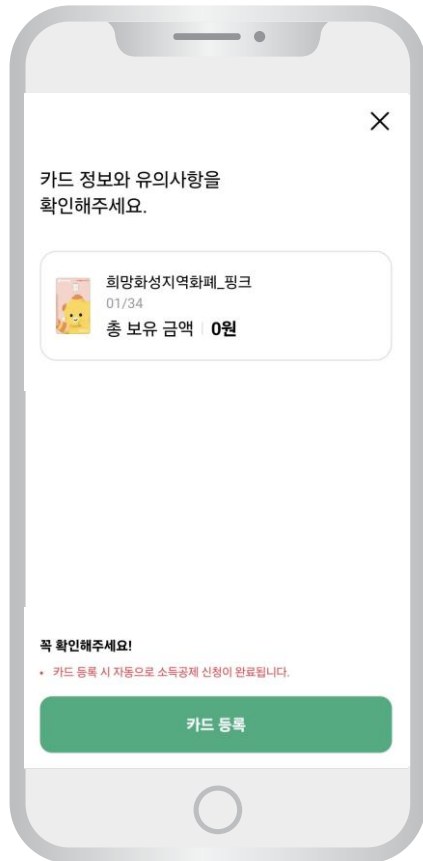 카드 정보와 유의사항을
확인해주세요.
희망화성지역화폐_핑크
01/34
총 보유 금액 | 0원
꼭 확인해주세요!
• 카드 등록 시 자동으로 소득공제 신청이 완료됩니다.
카드 등록